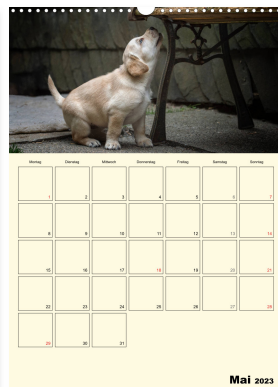 Montag Dienstag Mittwoch Donnerstag Freitag Samstag Sonntag
1 2 3 4 5 6 7
8 9 10 11 12 13 14
15 16 17 18 19 20 21
22 23 24 25 26 27 28
29 30 31
Mai 2023